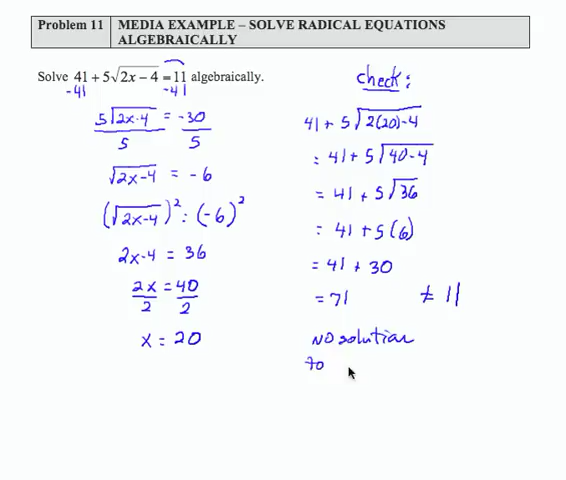 Problem 11
MEDIA EXAMPLE – SOLVE RADICAL EQUATIONS
ALGEBRAICALLY
Solve 41 + 5√(2x − 4) = 11 algebraically.
-41 -41
5√(2x-4) / 5 = -30 / 5
√(2x-4) = -6
(√(2x-4))² = (-6)²
2x-4 = 36
2x / 2 = 40 / 2
x = 20
check:
41 + 5√(2(20)-4)
= 41 + 5√(40-4)
= 41 + 5√36
= 41 + 5(6)
= 41 + 30
= 71 ≠ 11
NO solution
to